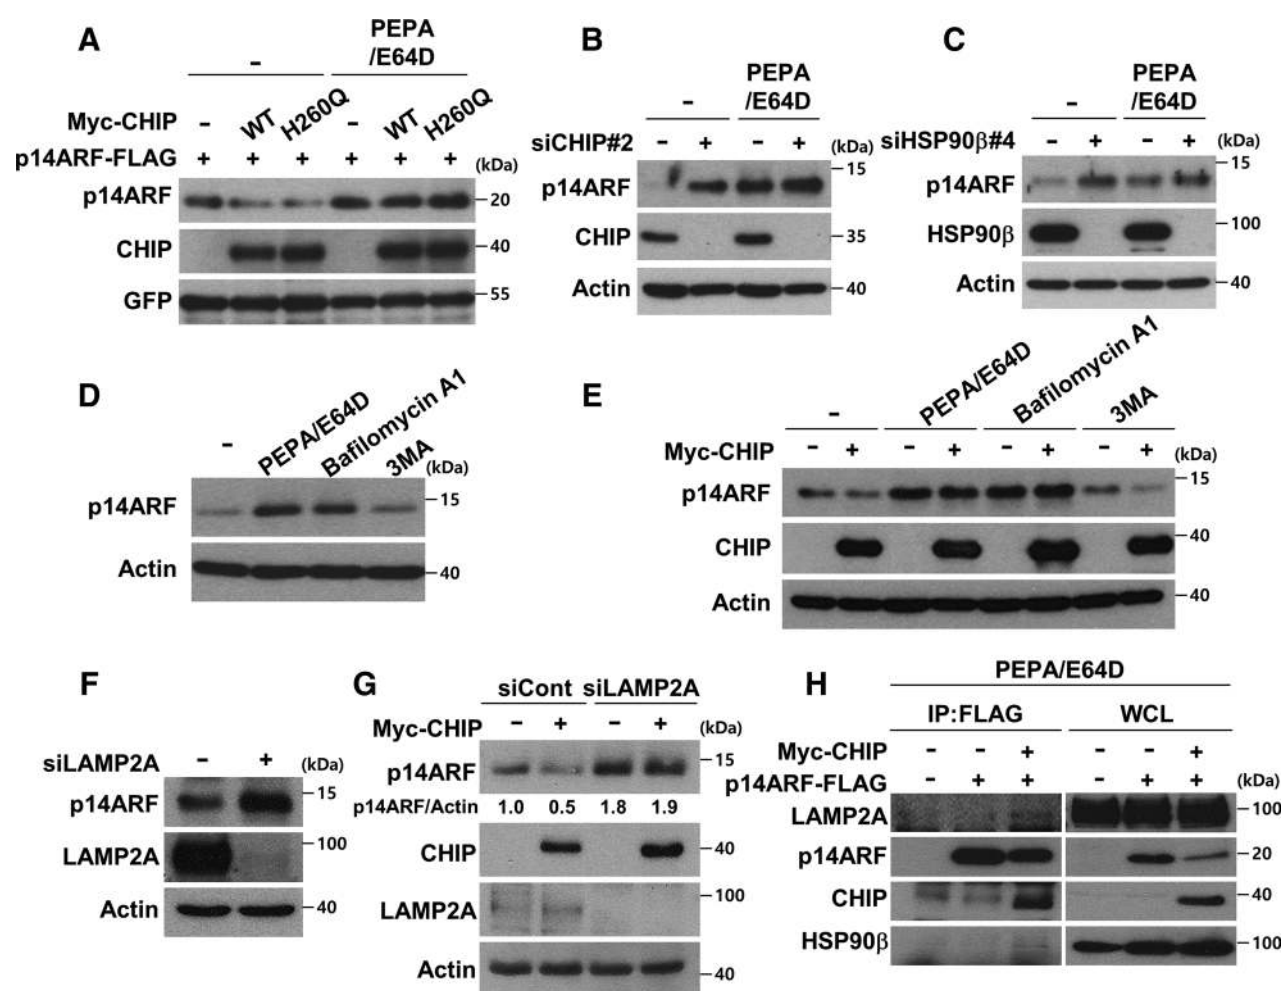 A
–
PEPA
/E64D
Myc-CHIP – WT H260Q – WT H260Q
p14ARF-FLAG + + + + + + (kDa)
p14ARF 20
CHIP 40
GFP 55
B
–
PEPA
/E64D
siCHIP#2 – + – + (kDa)
p14ARF 15
CHIP 35
Actin 40
C
–
PEPA
/E64D
siHSP90β#4 – + – + (kDa)
p14ARF 15
HSP90β 100
Actin 40
D
– PEPA/E64D Bafilomycin A1 3MA (kDa)
p14ARF 15
Actin 40
E
– PEPA/E64D Bafilomycin A1 3MA
Myc-CHIP – + – + – + – + (kDa)
p14ARF 15
CHIP 40
Actin 40
F
siLAMP2A – + (kDa)
p14ARF 15
LAMP2A 100
Actin 40
G
siCont siLAMP2A
Myc-CHIP – + – + (kDa)
p14ARF 15
p14ARF/Actin 1.0 0.5 1.8 1.9
CHIP 40
LAMP2A 100
Actin 40
H
PEPA/E64D
IP:FLAG WCL
Myc-CHIP – – + – – +
p14ARF-FLAG – + + – + + (kDa)
LAMP2A 100
p14ARF 20
CHIP 40
HSP90β 100